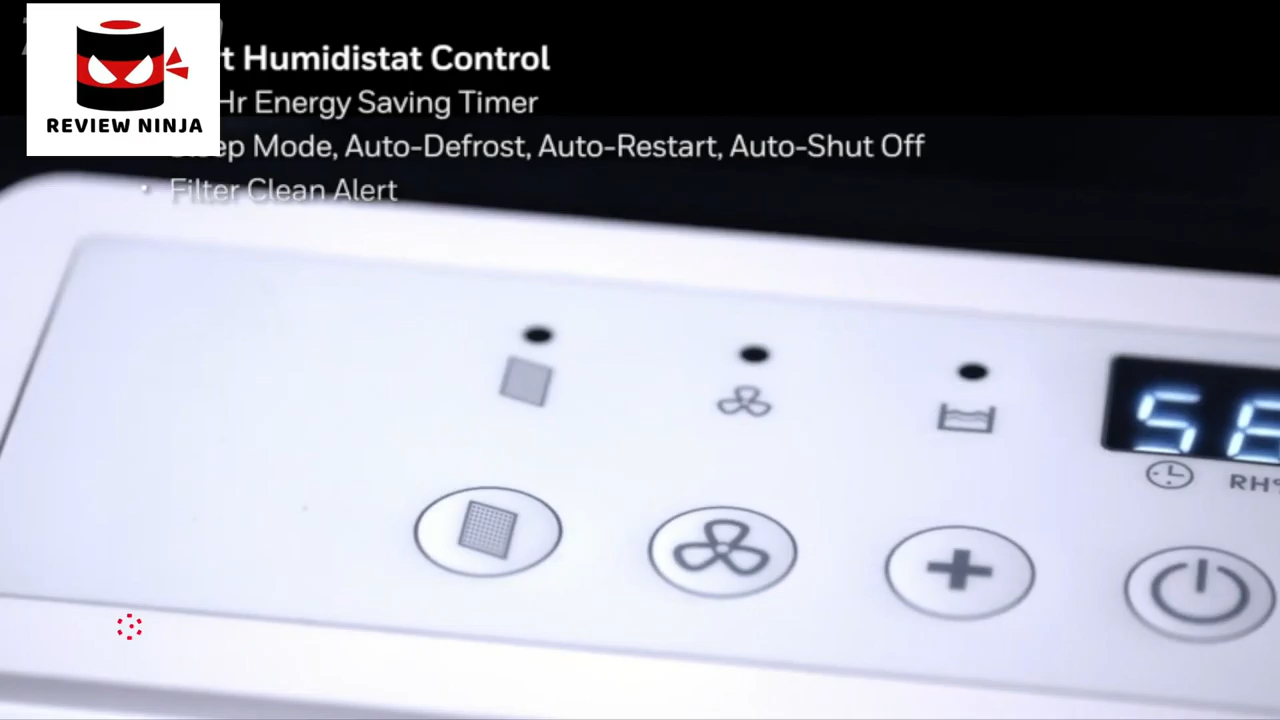 REVIEW NINJA
t Humidistat Control
Hr Energy Saving Timer
Sleep Mode, Auto-Defrost, Auto-Restart, Auto-Shut Off
• Filter Clean Alert
RH